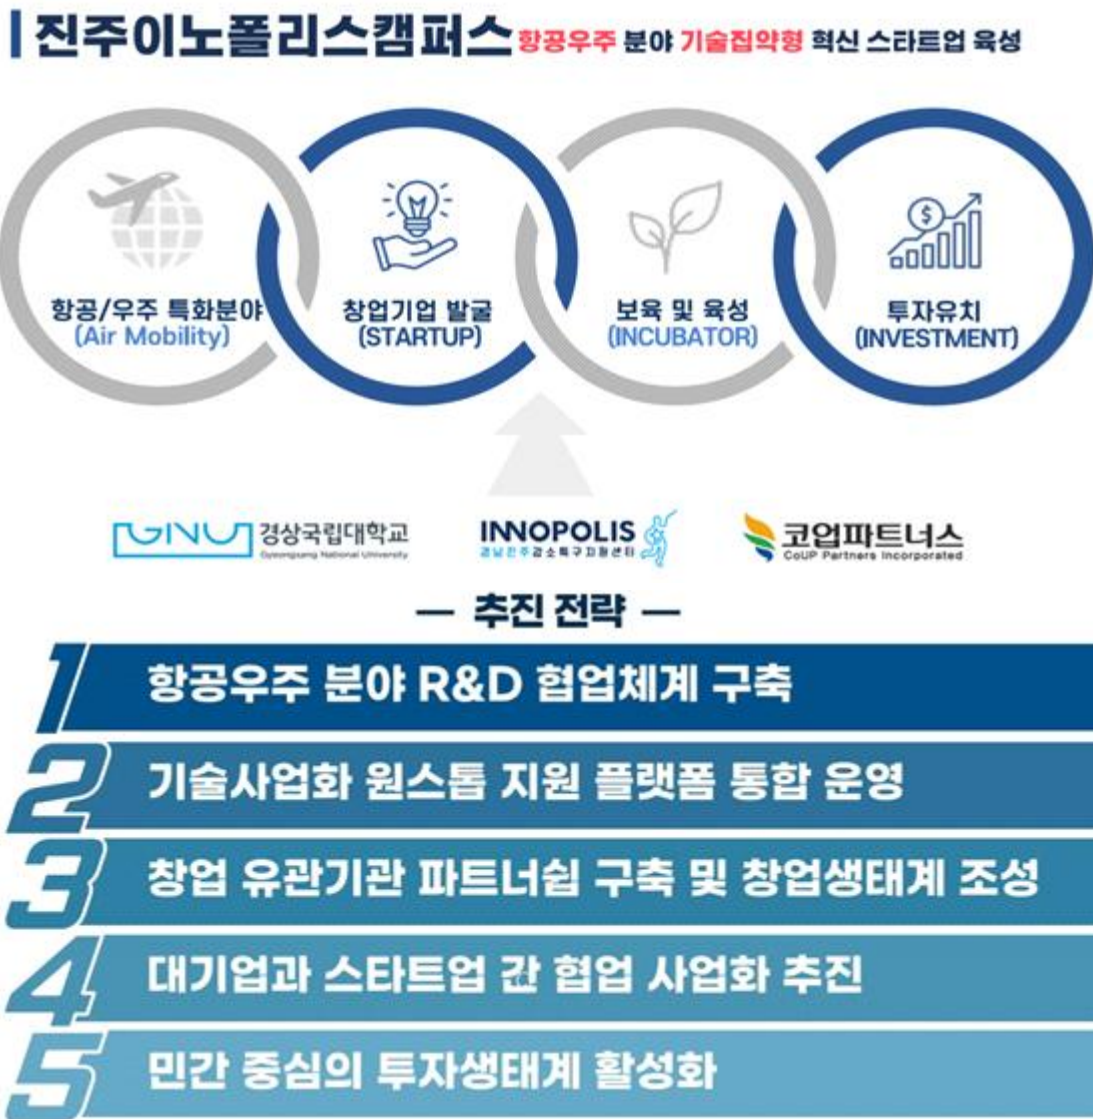 진주이노폴리스캠퍼스 항공우주 분야 기술집약형 혁신 스타트업 육성
$
항공/우주 특화분야
(Air Mobility)
창업기업 발굴
(STARTUP)
보육 및 육성
(INCUBATOR)
투자유치
(INVESTMENT)
GNU 경상국립대학교
Gyeongsang National University
INNOPOLIS
경남진주강소특구지원센터
코업파트너스
CoUP Partners Incorporated
— 추진 전략 —
1 항공우주 분야 R&D 협업체계 구축
2 기술사업화 원스톱 지원 플랫폼 통합 운영
3 창업 유관기관 파트너쉽 구축 및 창업생태계 조성
4 대기업과 스타트업 간 협업 사업화 추진
5 민간 중심의 투자생태계 활성화